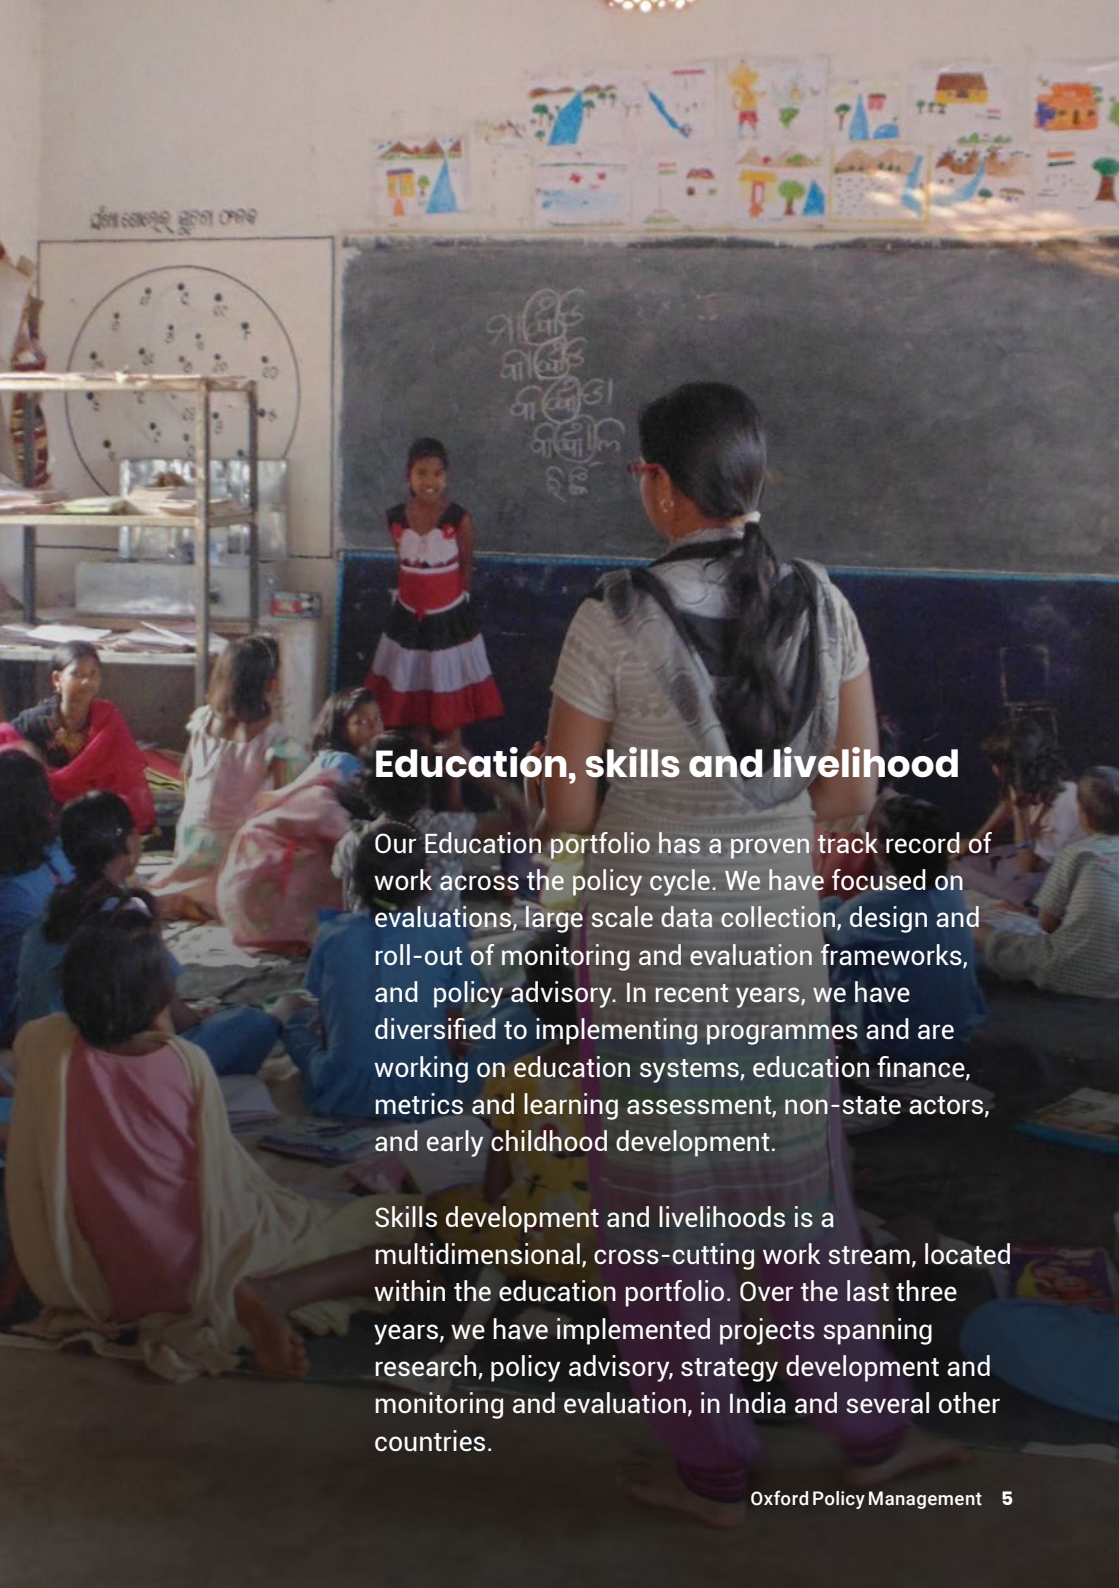 Education, skills and livelihood
Our Education portfolio has a proven track record of
work across the policy cycle. We have focused on
evaluations, large scale data collection, design and
roll-out of monitoring and evaluation frameworks,
and  policy advisory. In recent years, we have
diversified to implementing programmes and are
working on education systems, education finance,
metrics and learning assessment, non-state actors,
and early childhood development.
Skills development and livelihoods is a
multidimensional, cross-cutting work stream, located
within the education portfolio. Over the last three
years, we have implemented projects spanning
research, policy advisory, strategy development and
monitoring and evaluation, in India and several other
countries.
Oxford Policy Management 5